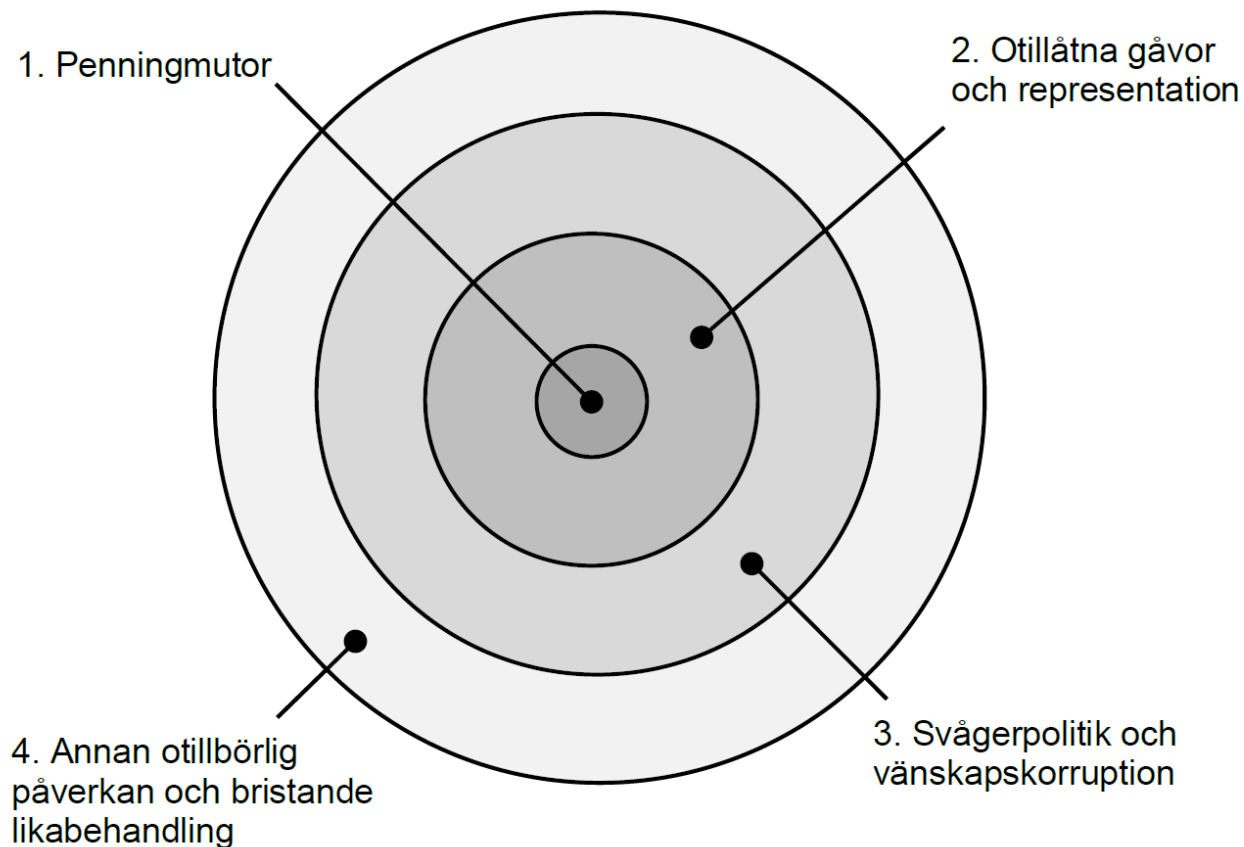 1. Penningmutor
2. Otillåtna gåvor
och representation
3. Svågerpolitik och
vänskapskorruption
4. Annan otillbörlig
påverkan och bristande
likabehandling